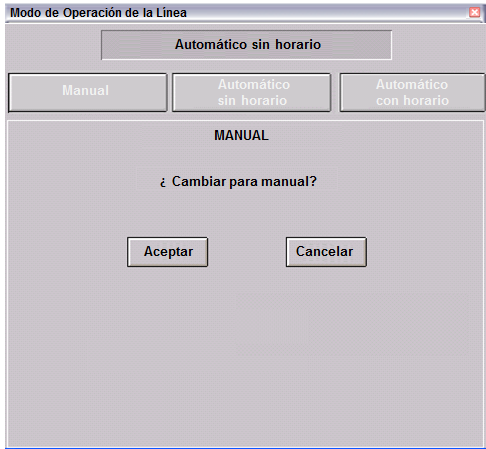 Modo de Operación de la Línea
Automático sin horario
Manual
Automático
sin horario
Automático
con horario
MANUAL
¿ Cambiar para manual?
Aceptar
Cancelar